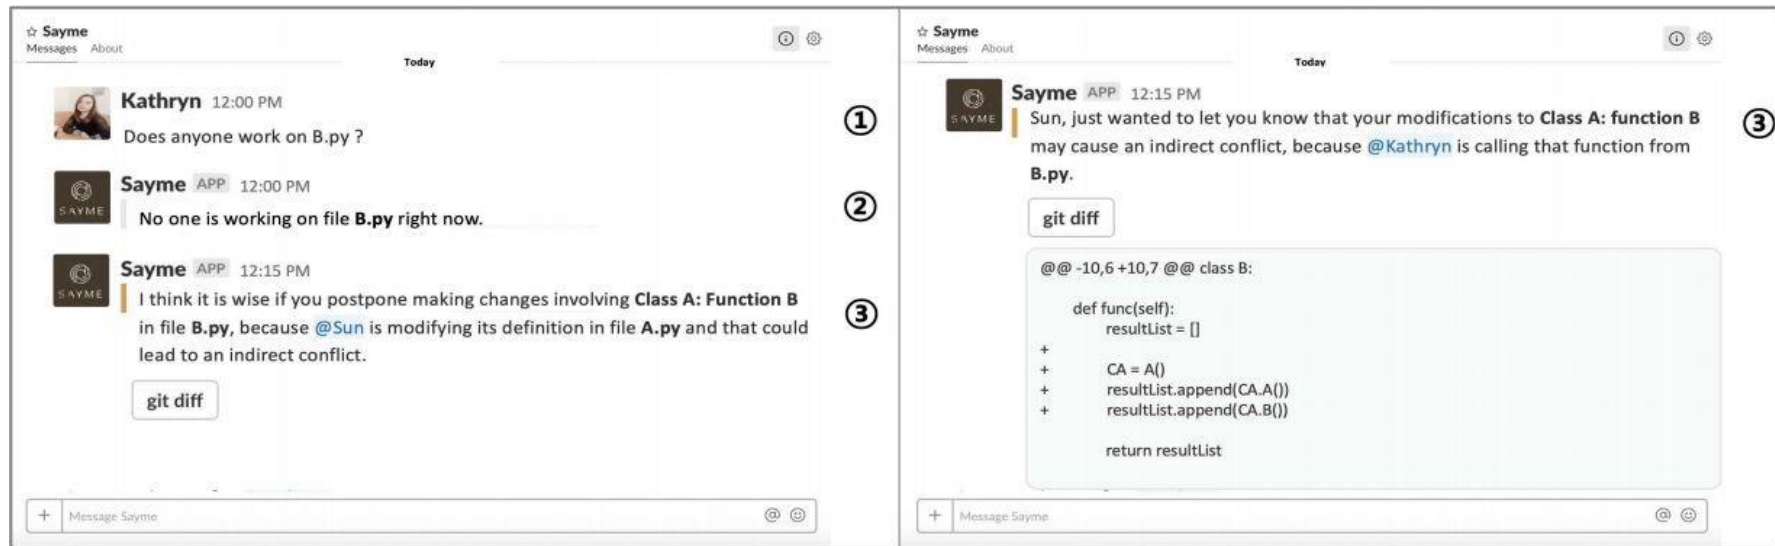 ☆ Sayme
Messages About
Today
Kathryn 12:00 PM
Does anyone work on B.py ?
①
SAYME
Sayme APP 12:00 PM
No one is working on file B.py right now.
②
SAYME
Sayme APP 12:15 PM
I think it is wise if you postpone making changes involving Class A: Function B
in file B.py, because @Sun is modifying its definition in file A.py and that could
lead to an indirect conflict.
③
git diff
+ Message Sayme @
☆ Sayme
Messages About
Today
SAYME
Sayme APP 12:15 PM
Sun, just wanted to let you know that your modifications to Class A: function B
may cause an indirect conflict, because @Kathryn is calling that function from
B.py.
③
git diff
@@ -10,6 +10,7 @@ class B:
def func(self):
resultList = []
+
+ CA = A()
+ resultList.append(CA.A())
+ resultList.append(CA.B())
return resultList
+ Message Sayme @